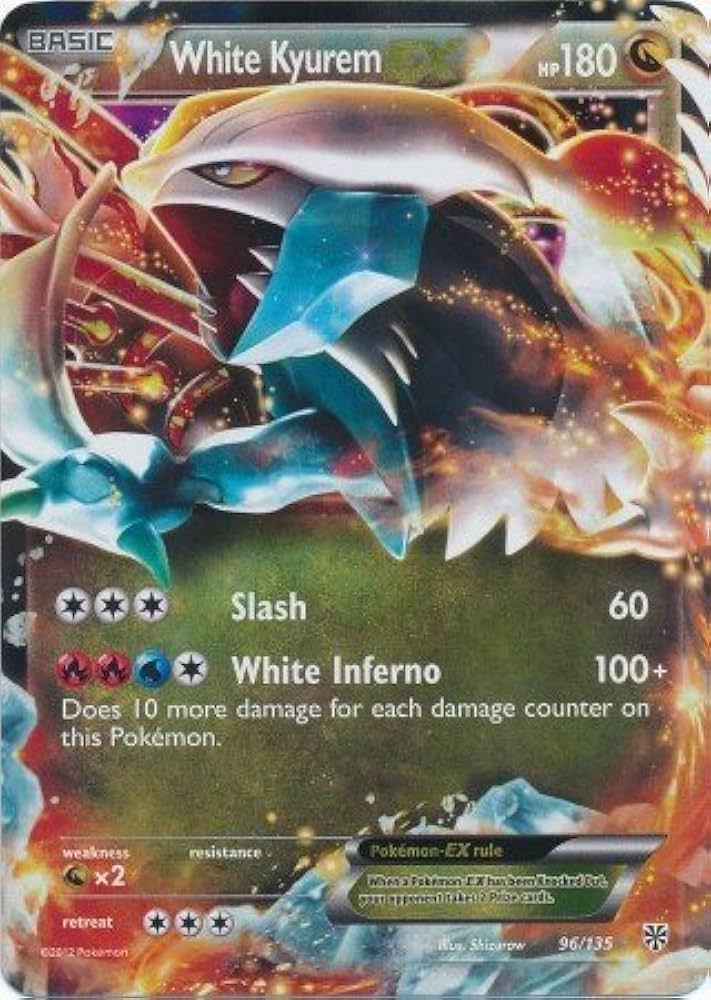 BASIC
White Kyurem EX
HP180
Slash 60
White Inferno 100+
Does 10 more damage for each damage counter on
this Pokémon.
weakness resistance
×2
Pokémon-EX rule
When a Pokémon-EX has been Knocked Out,
your opponent takes 2 Prize cards.
retreat
©2012 Pokémon
Illus. Shizurow
96/135